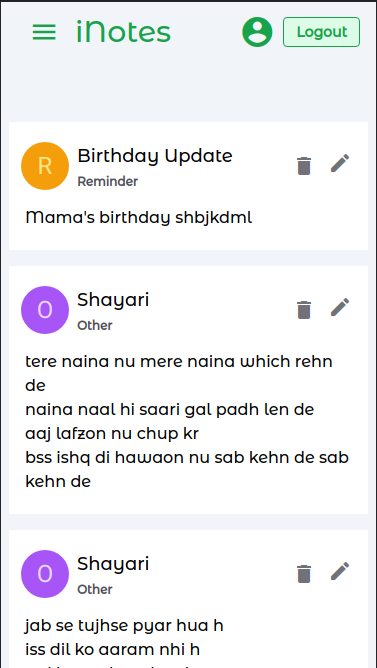 iNotes
Logout
R
Birthday Update
Reminder
Mama's birthday shbjkdml
O
Shayari
Other
tere naina nu mere naina which rehn
de
naina naal hi saari gal padh len de
aaj lafzon nu chup kr
bss ishq di hawaon nu sab kehn de sab
kehn de
O
Shayari
Other
jab se tujhse pyar hua h
iss dil ko aaram nhi h